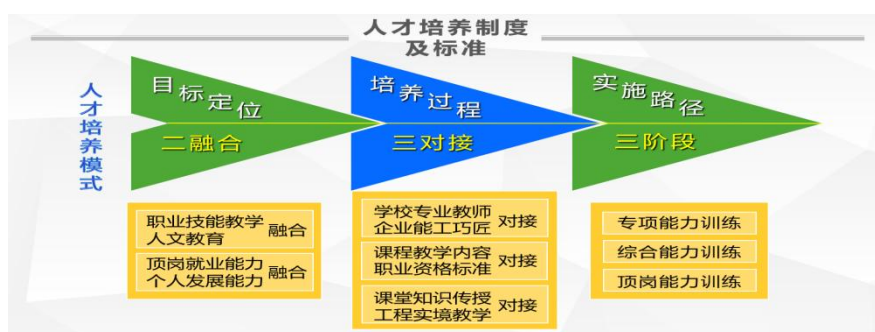 人才培养制度
及标准
人才培养模式
目标定位
二融合
培养过程
三对接
实施路径
三阶段
职业技能教学
人文教育
融合
顶岗就业能力
个人发展能力
融合
学校专业教师
企业能工巧匠
对接
课程教学内容
职业资格标准
对接
课堂知识传授
工程实境教学
对接
专项能力训练
综合能力训练
顶岗能力训练